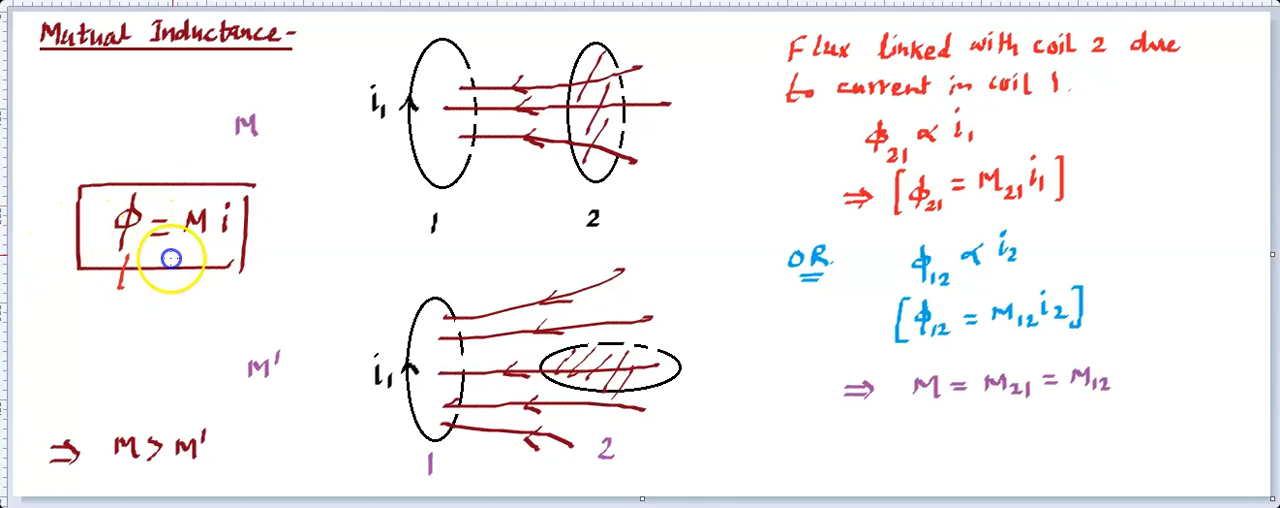 Mutual Inductance-
M
ϕ = M i
i₁
1
2
M'
i₁
1
2
⇒ M > M'
Flux linked with coil 2 due
to current in coil 1.
ϕ₂₁ ∝ i₁
⇒ [ϕ₂₁ = M₂₁ i₁]
OR
ϕ₁₂ ∝ i₂
[ϕ₁₂ = M₁₂ i₂]
⇒ M = M₂₁ = M₁₂